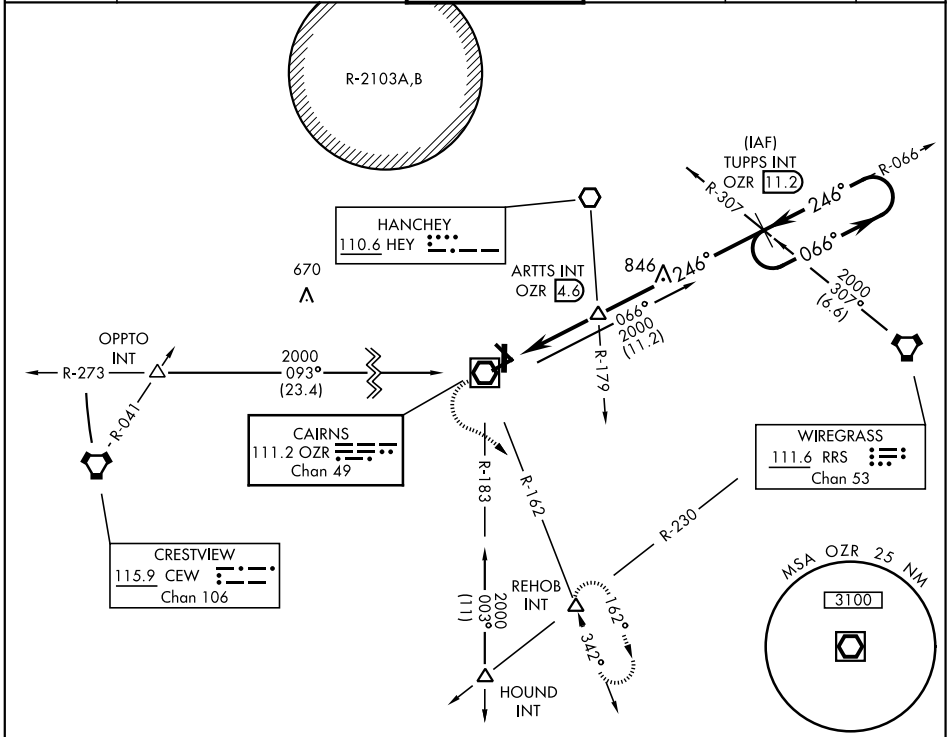 R-2103A,B
(IAF)
TUPPS INT
OZR 11.2
R-066
R-307
246°
066°
HANCHEY
110.6 HEY
ARTTS INT
OZR 4.6
846
246°
066°
2000
(11.2)
2000
307°
(6.6)
670
OPPTO
INT
R-273
2000
093°
(23.4)
R-041
R-179
CAIRNS
111.2 OZR
Chan 49
WIREGRASS
111.6 RRS
Chan 53
R-183
R-162
R-230
CRESTVIEW
115.9 CEW
Chan 106
REHOB
INT
2000
003°
(11)
162°
342°
HOUND
INT
MSA OZR 25 NM
3100